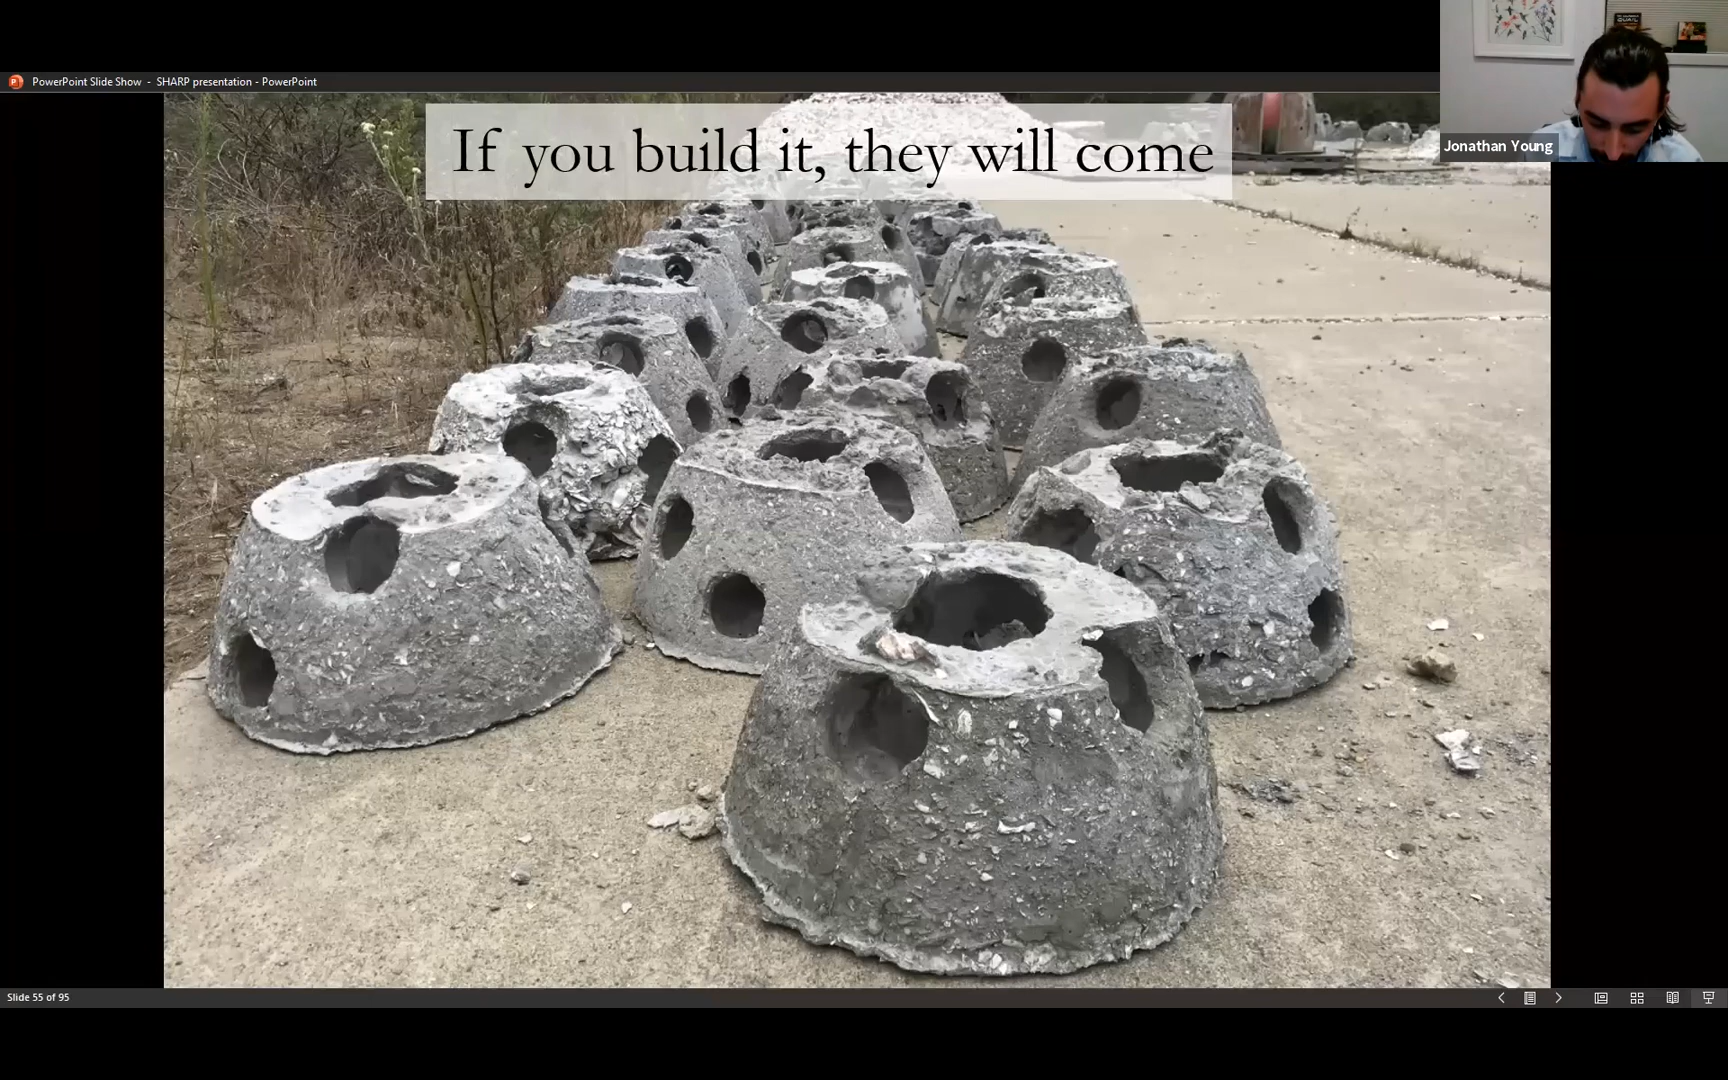 PowerPoint Slide Show - SHARP presentation - PowerPoint
If you build it, they will come
QUAIL
Jonathan Young
Slide 55 of 95